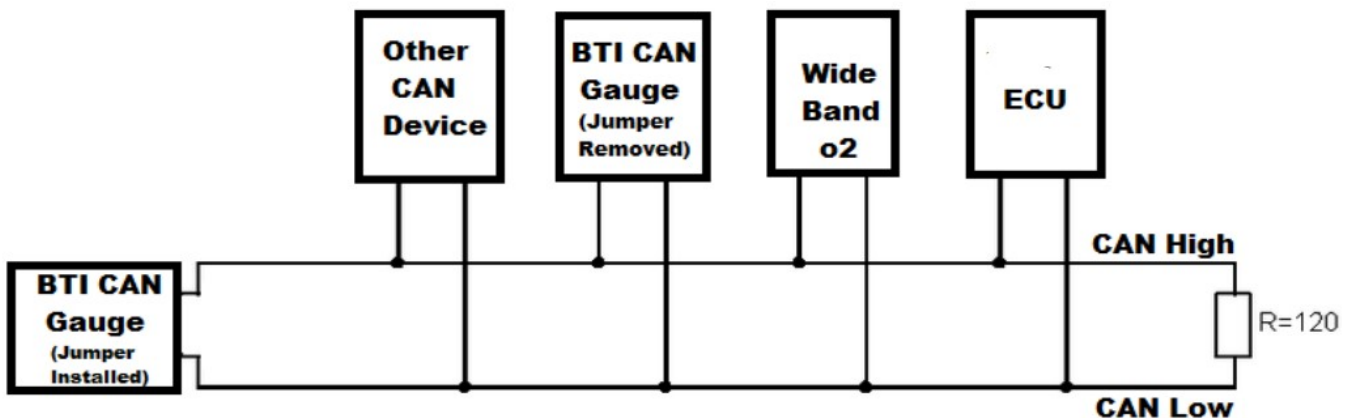 Other
CAN
Device
BTI CAN
Gauge
(Jumper
Removed)
Wide
Band
o2
ECU
CAN High
BTI CAN
Gauge
(Jumper
Installed)
R=120
CAN Low